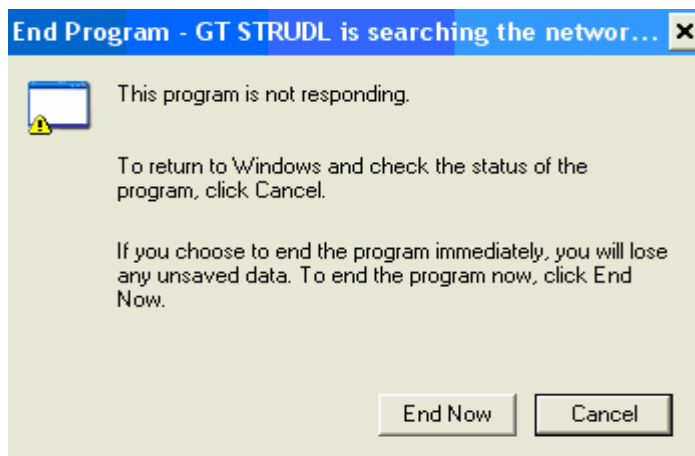 End Program - GT STRUDL is searching the networ...
This program is not responding.
To return to Windows and check the status of the
program, click Cancel.
If you choose to end the program immediately, you will lose
any unsaved data. To end the program now, click End
Now.
End Now Cancel